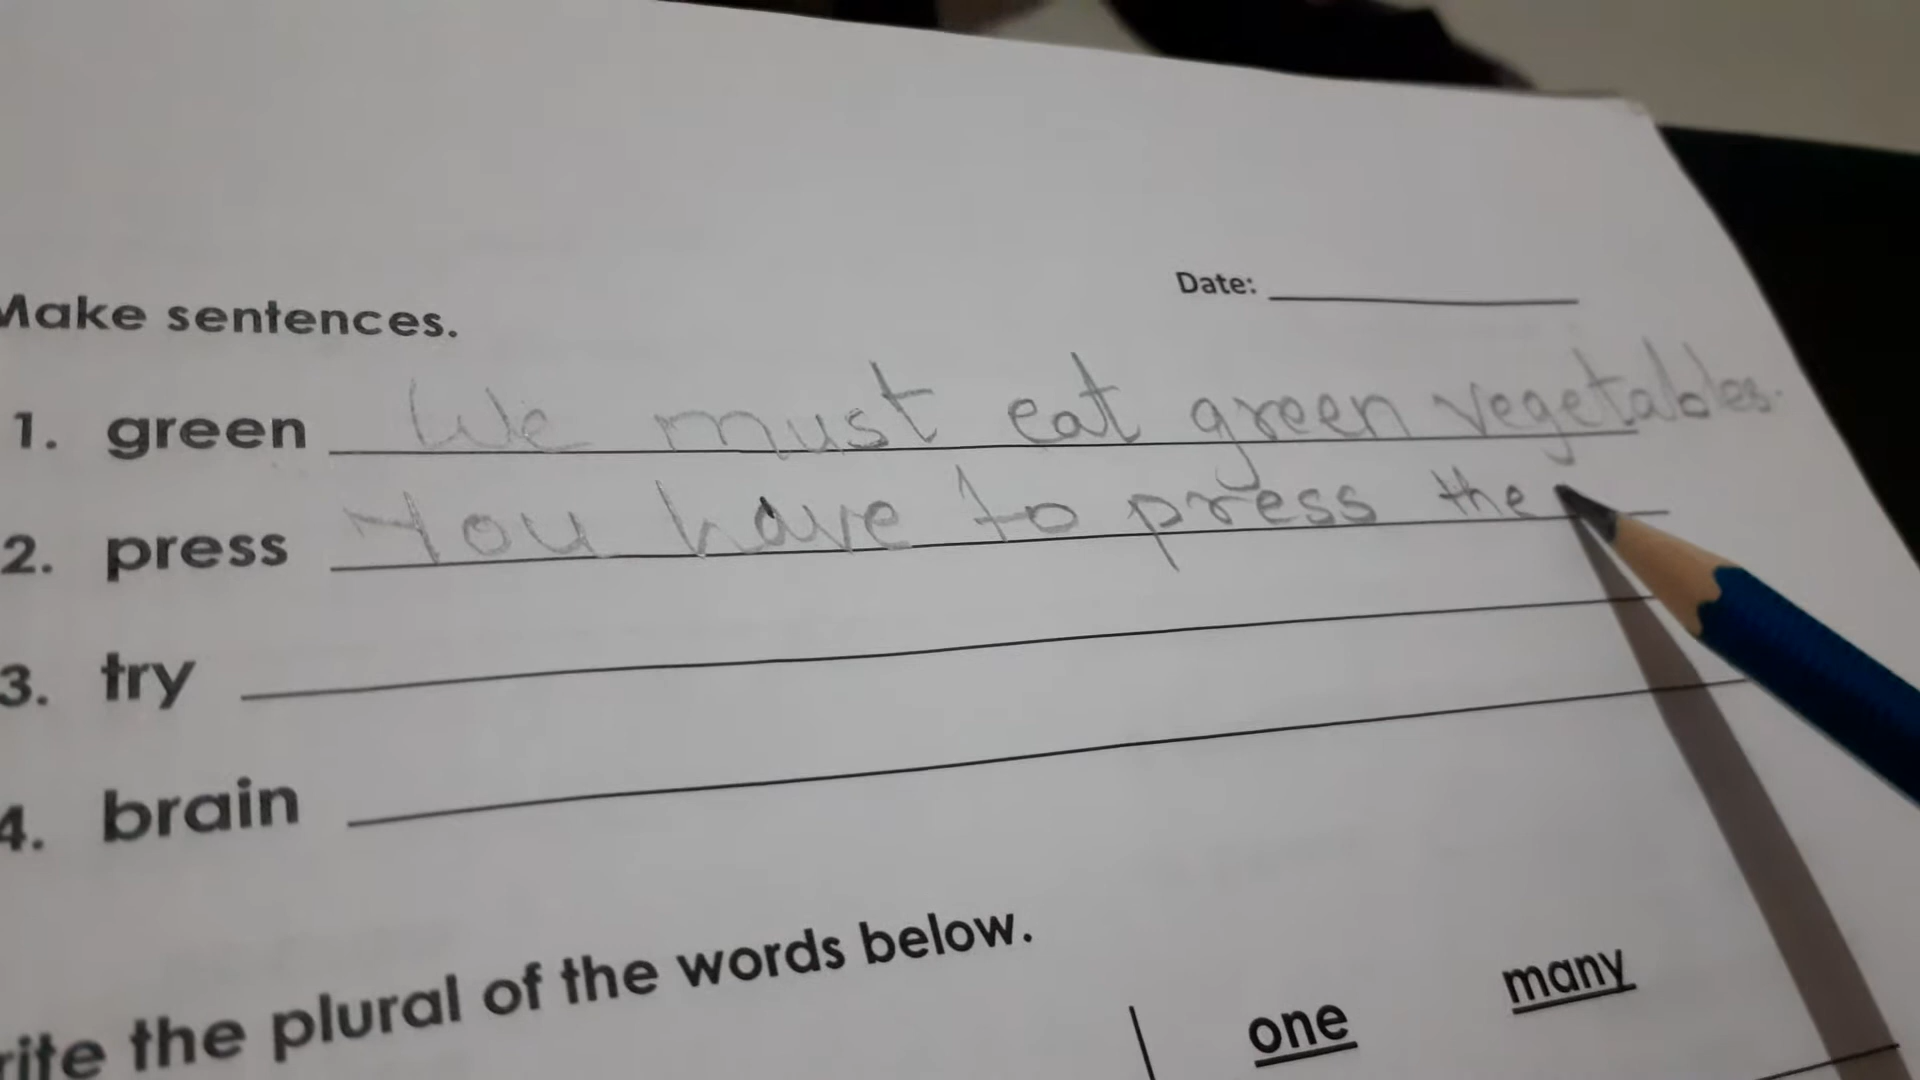 Date:
Make sentences.
1. green We must eat green vegetables.
2. press You have to press the
3. try
4. brain
rite the plural of the words below.
one many